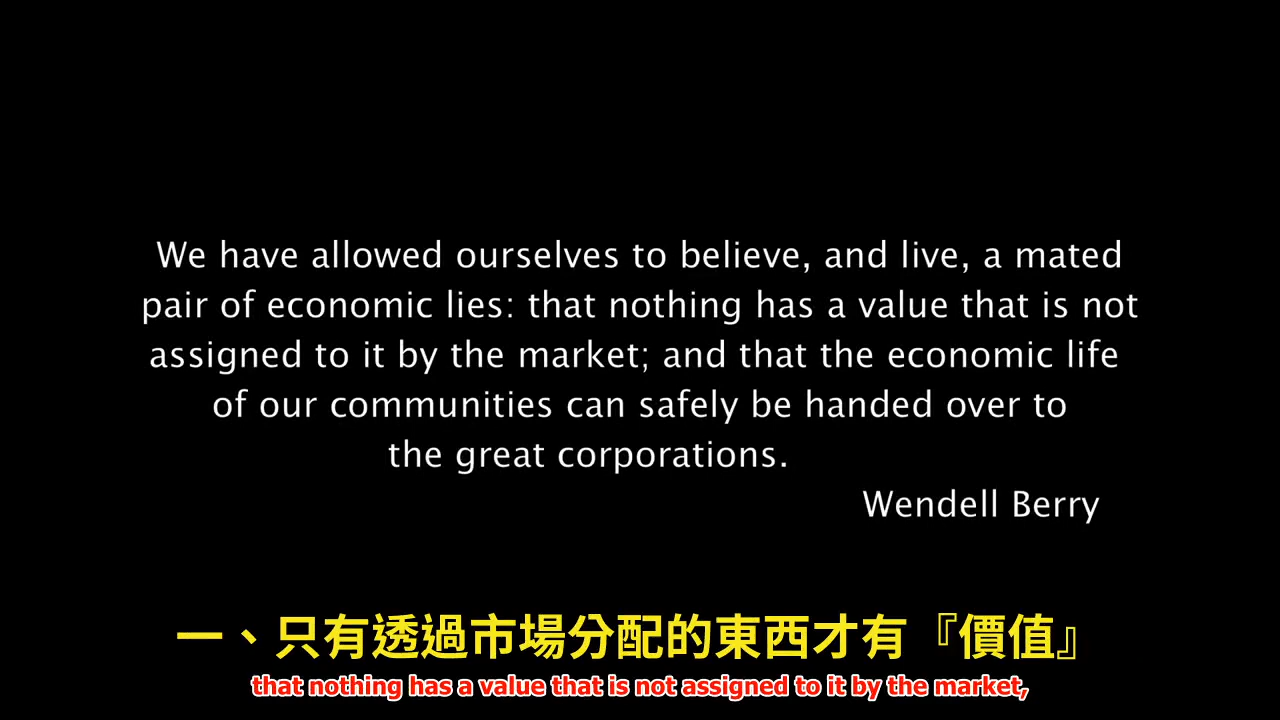 We have allowed ourselves to believe, and live, a mated
pair of economic lies: that nothing has a value that is not
assigned to it by the market; and that the economic life
of our communities can safely be handed over to
the great corporations.
Wendell Berry
一、只有透過市場分配的東西才有『價值』
that nothing has a value that is not assigned to it by the market,